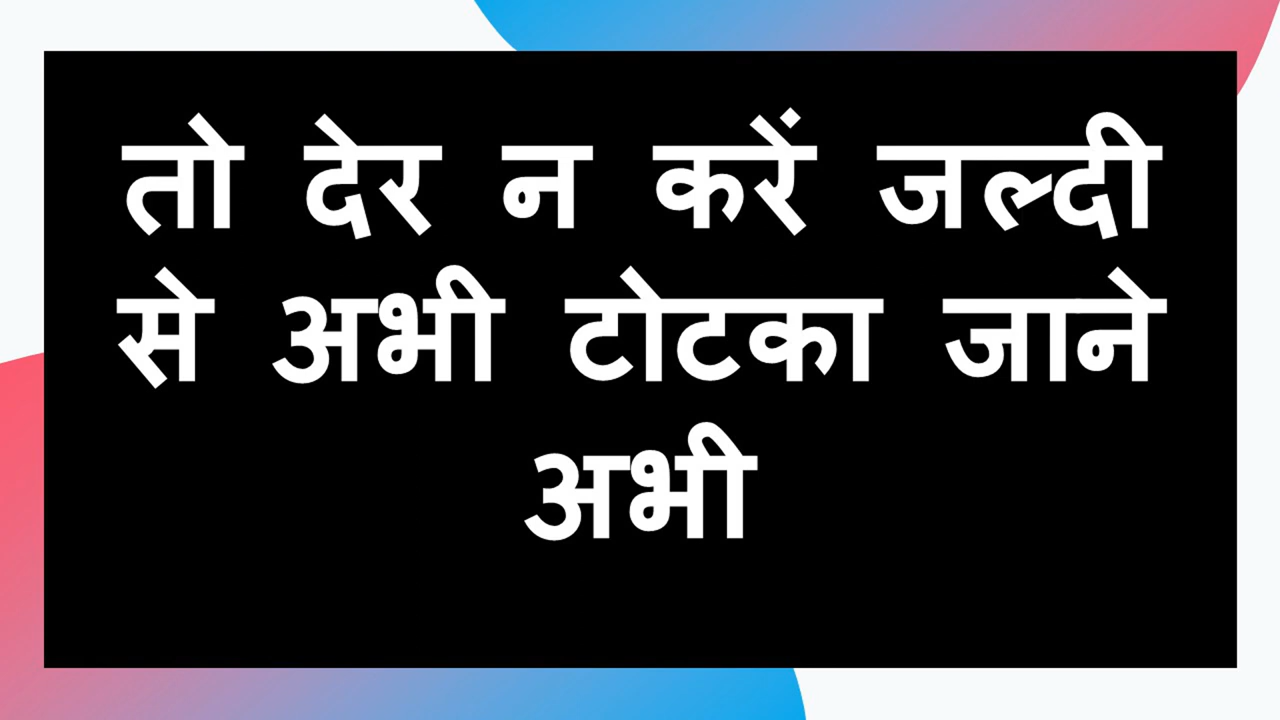 तो देर न करें जल्दी
से अभी टोटका जाने
अभी